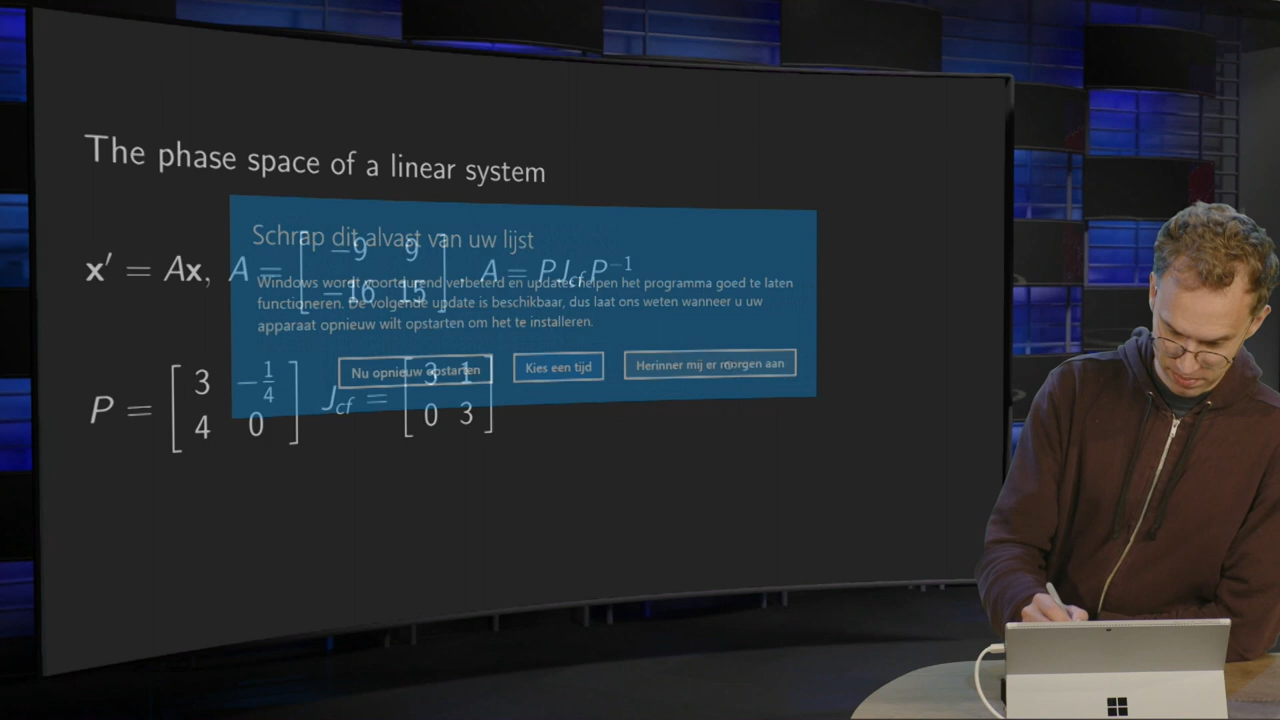 The phase space of a linear system
Schrap dit alvast van uw lijst
x′ = Ax, A = [ −9 9 ; −16 15 ] A = PJcfP−1
Windows wordt voortdurend verbeterd en updates helpen het programma goed te laten
functioneren. De volgende update is beschikbaar, dus laat ons weten wanneer u uw
apparaat opnieuw wilt opstarten om het te installeren.
Nu opnieuw opstarten Kies een tijd Herinner mij er morgen aan
P = [ 3 −1/4 ; 4 0 ] Jcf = [ 3 1 ; 0 3 ]